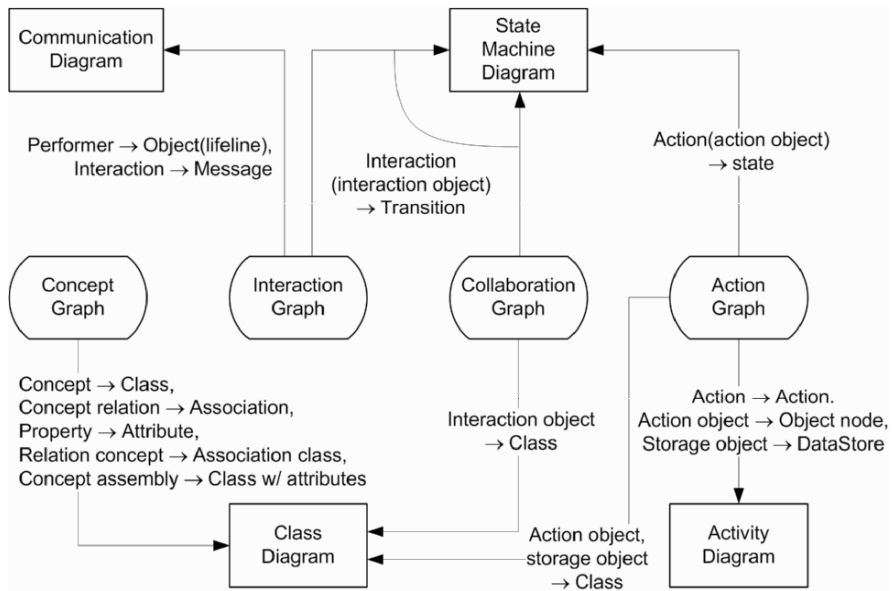 Communication
Diagram
State
Machine
Diagram
Performer → Object(lifeline),
Interaction → Message
Interaction
(interaction object)
→ Transition
Action(action object)
→ state
Concept
Graph
Interaction
Graph
Collaboration
Graph
Action
Graph
Concept → Class,
Concept relation → Association,
Property → Attribute,
Relation concept → Association class,
Concept assembly → Class w/ attributes
Interaction object
→ Class
Action → Action.
Action object → Object node,
Storage object → DataStore
Class
Diagram
Action object,
storage object
→ Class
Activity
Diagram